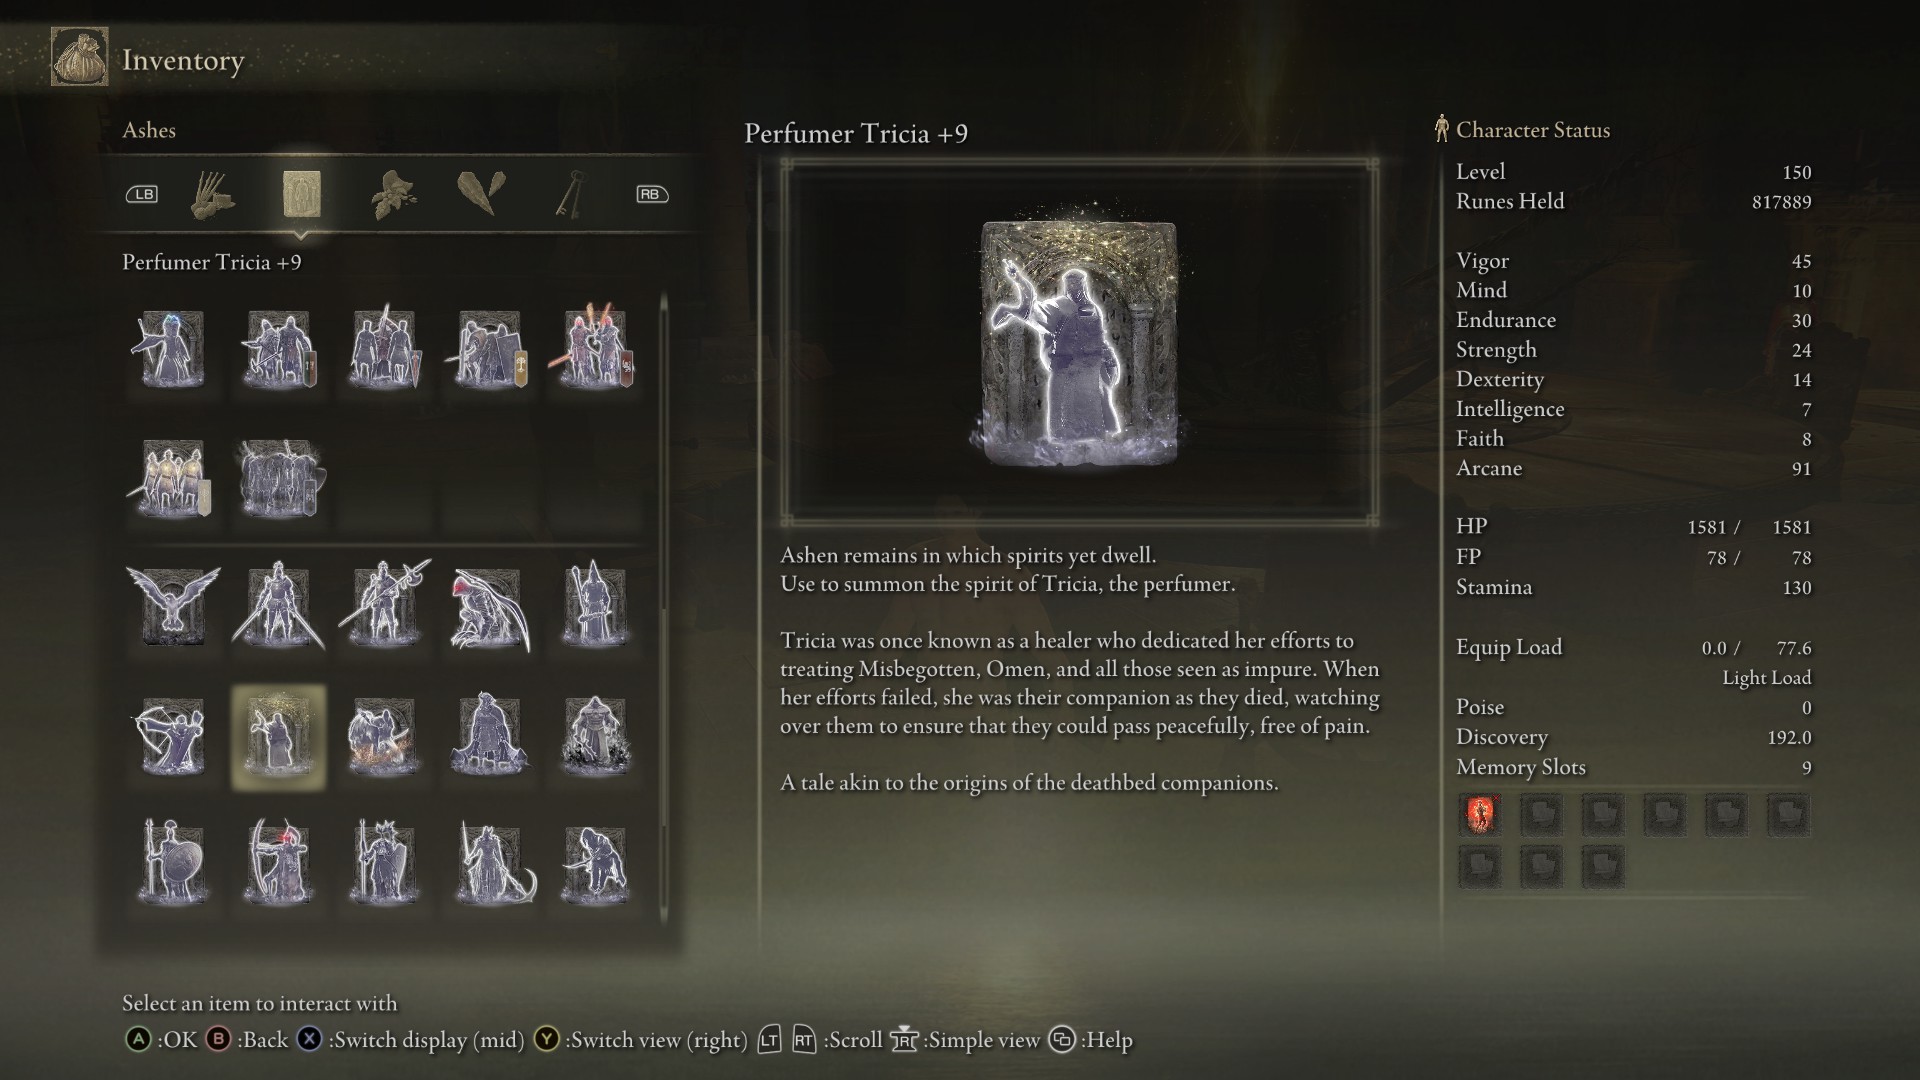 Inventory
Ashes
LB
RB
Perfumer Tricia +9
Perfumer Tricia +9
Ashen remains in which spirits yet dwell.
Use to summon the spirit of Tricia, the perfumer.
Tricia was once known as a healer who dedicated her efforts to
treating Misbegotten, Omen, and all those seen as impure. When
her efforts failed, she was their companion as they died, watching
over them to ensure that they could pass peacefully, free of pain.
A tale akin to the origins of the deathbed companions.
Character Status
Level 150
Runes Held 817889
Vigor 45
Mind 10
Endurance 30
Strength 24
Dexterity 14
Intelligence 7
Faith 8
Arcane 91
HP 1581 / 1581
FP 78 / 78
Stamina 130
Equip Load 0.0 / 77.6
Light Load
Poise 0
Discovery 192.0
Memory Slots 9
Select an item to interact with
A :OK B :Back X :Switch display (mid) Y :Switch view (right) LT RT :Scroll R :Simple view :Help